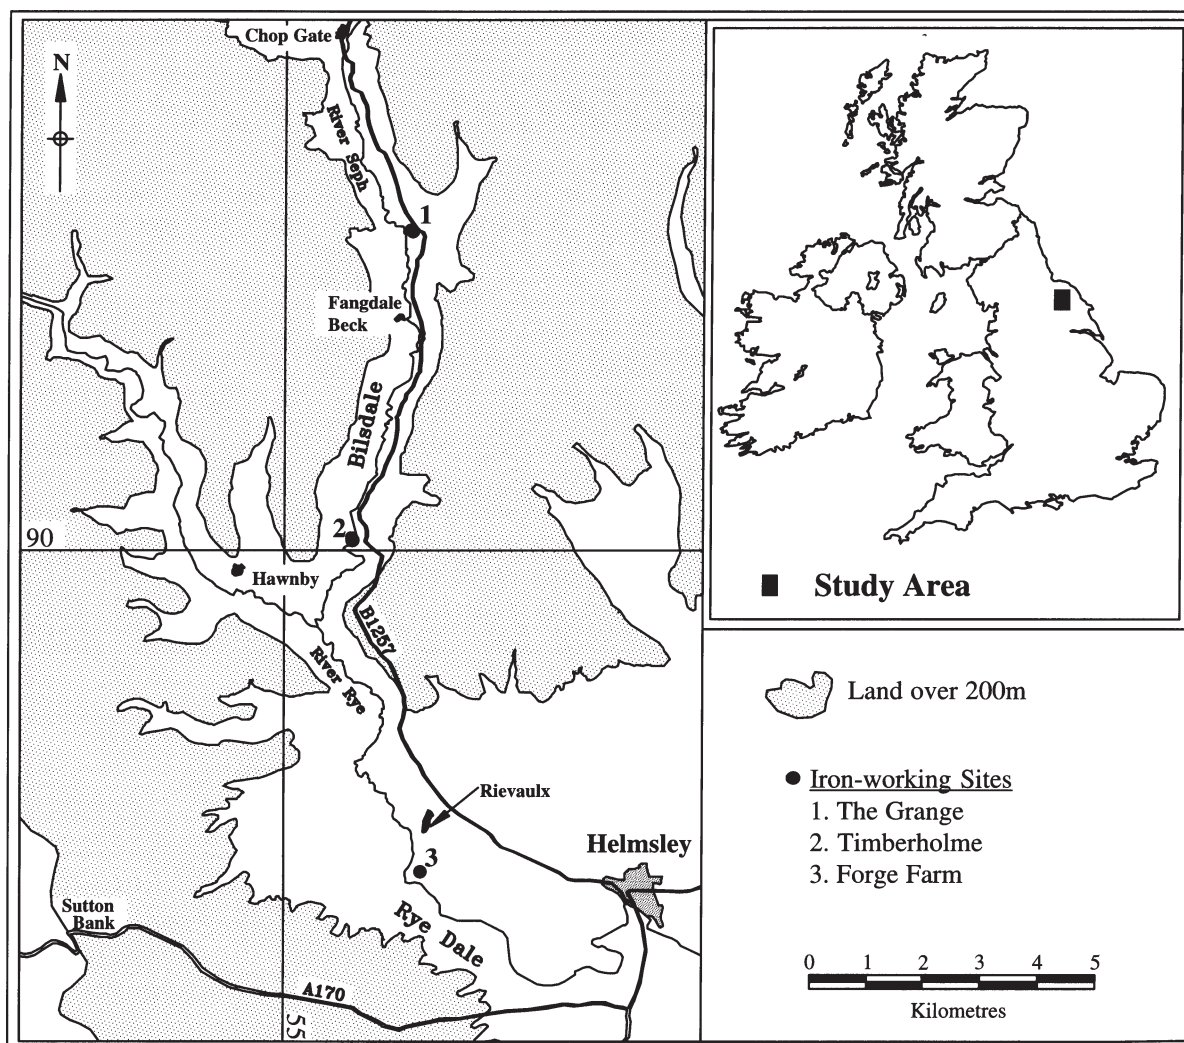 Chop Gate
N
River Seph
1
Fangdale
Beck
Bilsdale
2
90
Hawnby
B1257
River Rye
Rievaulx
Helmsley
3
Sutton
Bank
Rye Dale
A170
55
Study Area
Land over 200m
Iron-working Sites
1. The Grange
2. Timberholme
3. Forge Farm
0 1 2 3 4 5
Kilometres